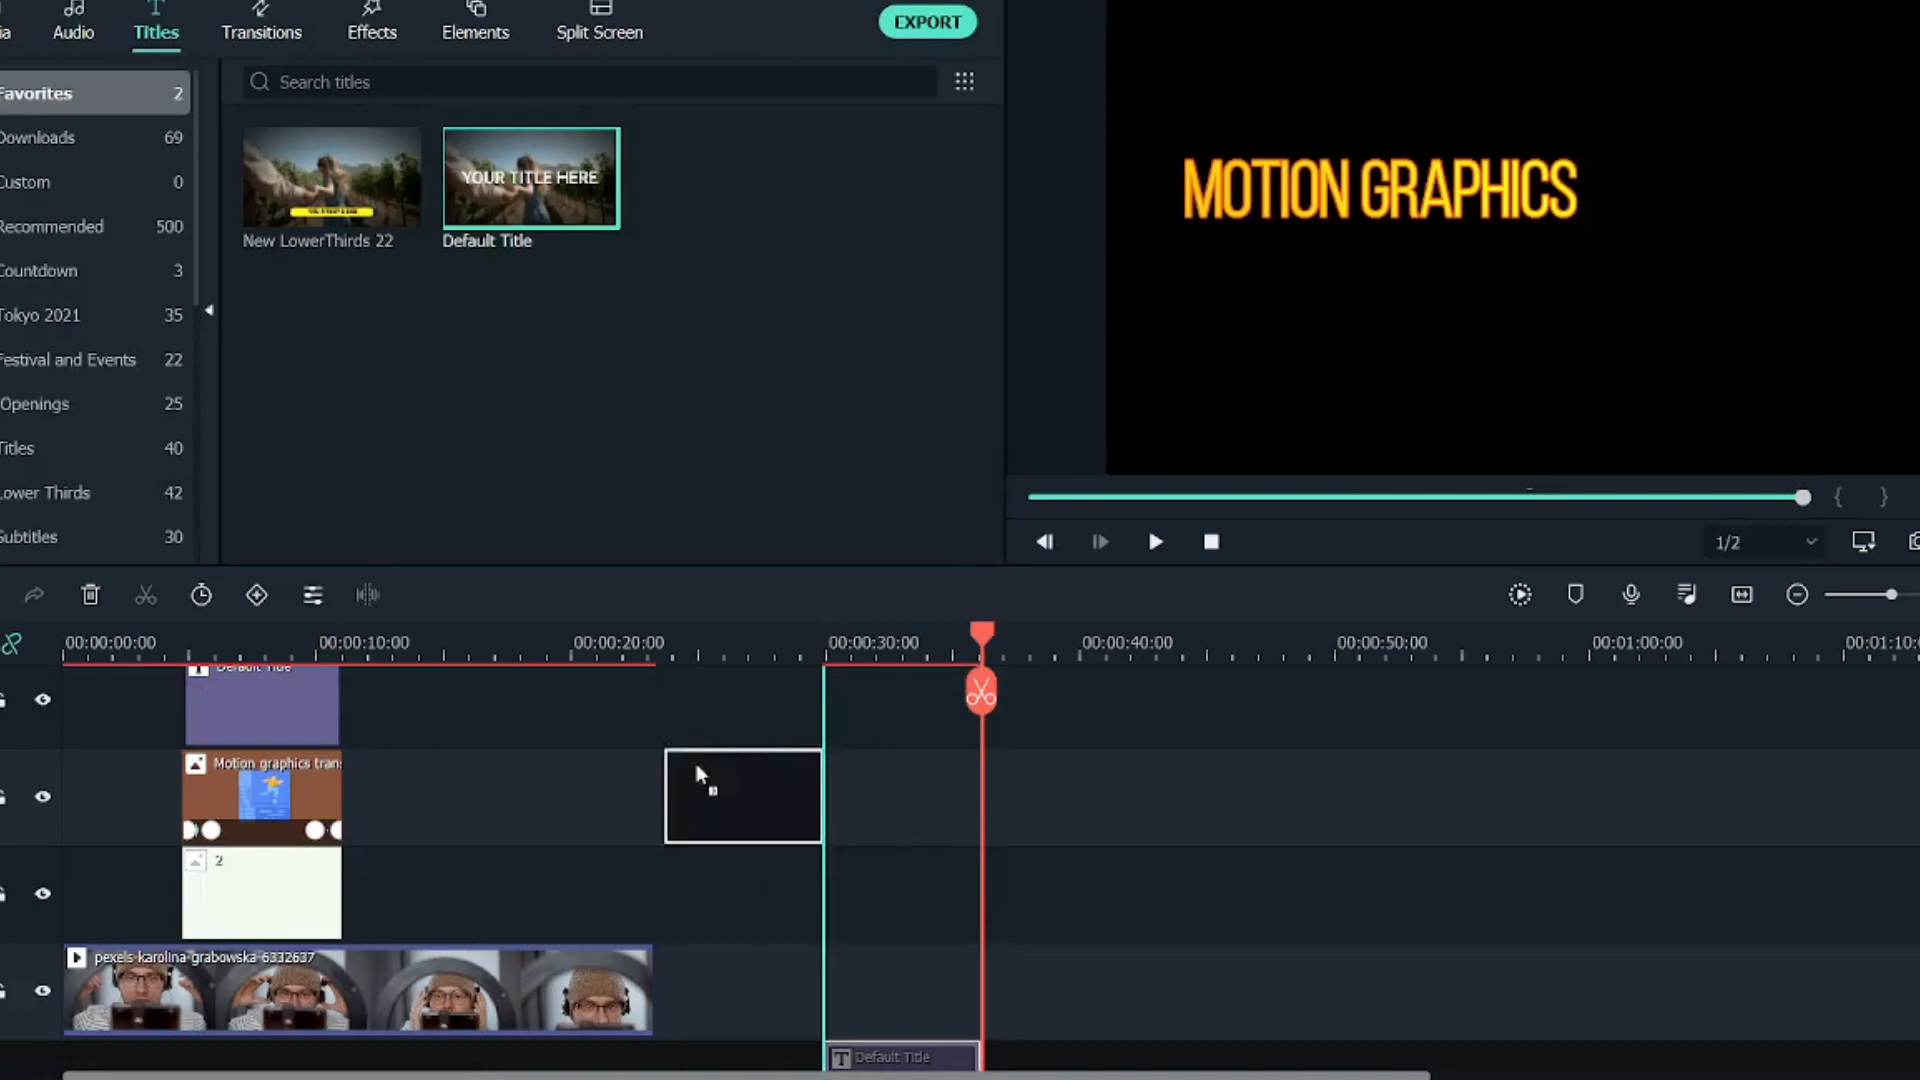 ia
Audio
Titles
Transitions
Effects
Elements
Split Screen
EXPORT
Favorites 2
Downloads 69
Custom 0
Recommended 500
Countdown 3
Tokyo 2021 35
Festival and Events 22
Openings 25
Titles 40
Lower Thirds 42
Subtitles 30
Search titles
YOUR TITLE HERE
New LowerThirds 22
Default Title
MOTION GRAPHICS
{ }
1/2
00:00:00:00
00:00:10:00
00:00:20:00
00:00:30:00
00:00:40:00
00:00:50:00
00:01:00:00
00:01:10:0
Default Title
Motion graphics trans
2
pexels-karolina-grabowska-6332637
T Default Title